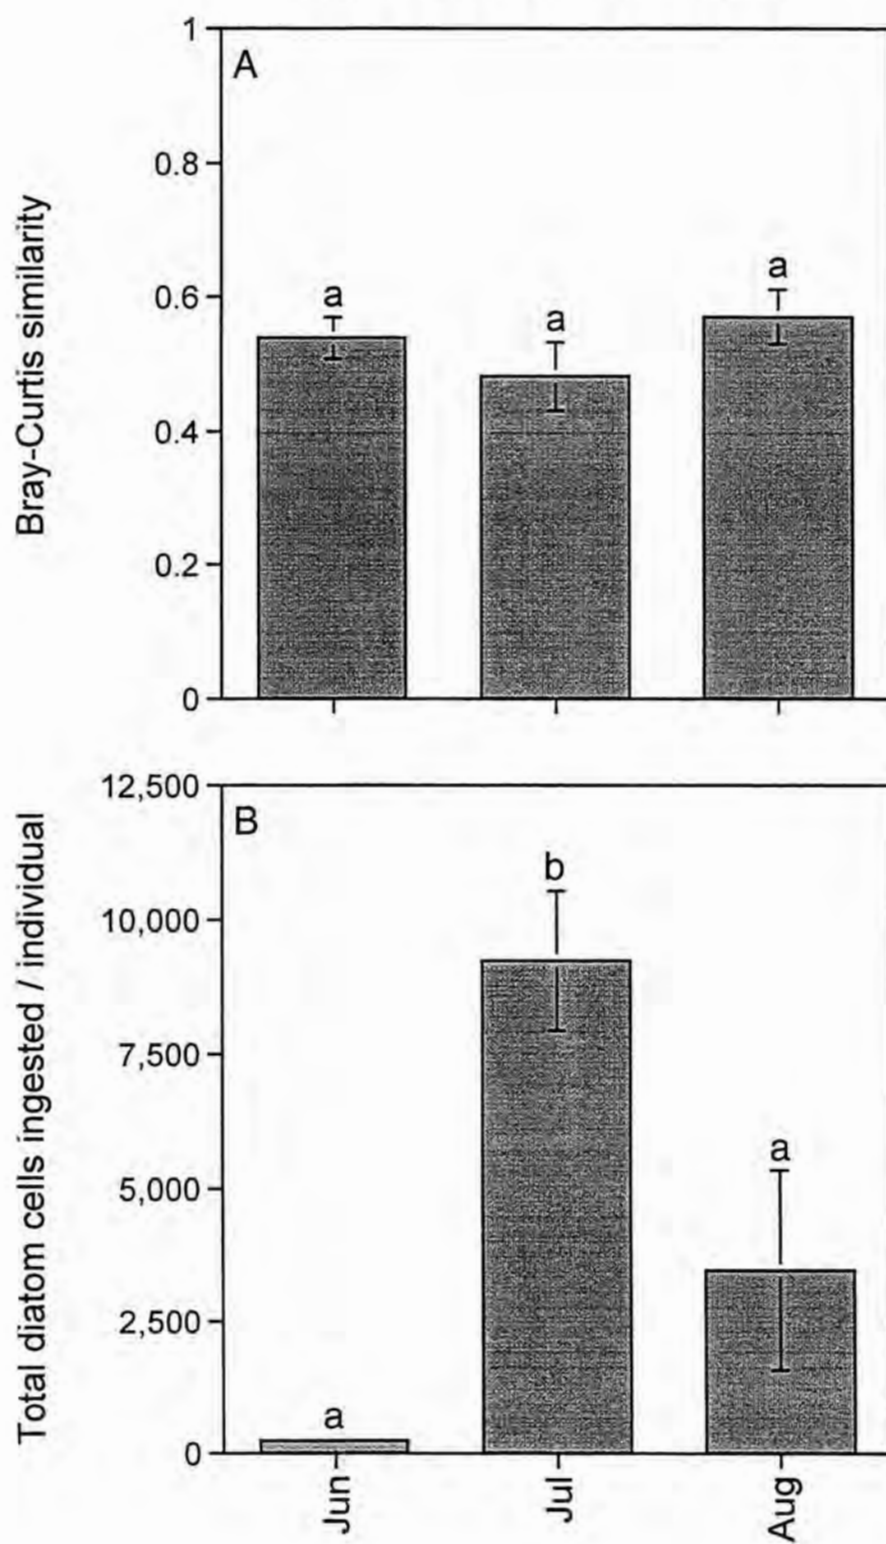 A
Bray-Curtis similarity
1
0.8
0.6
0.4
0.2
0
a
a
a
B
Total diatom cells ingested / individual
12,500
10,000
7,500
5,000
2,500
0
a
b
a
Jun
Jul
Aug